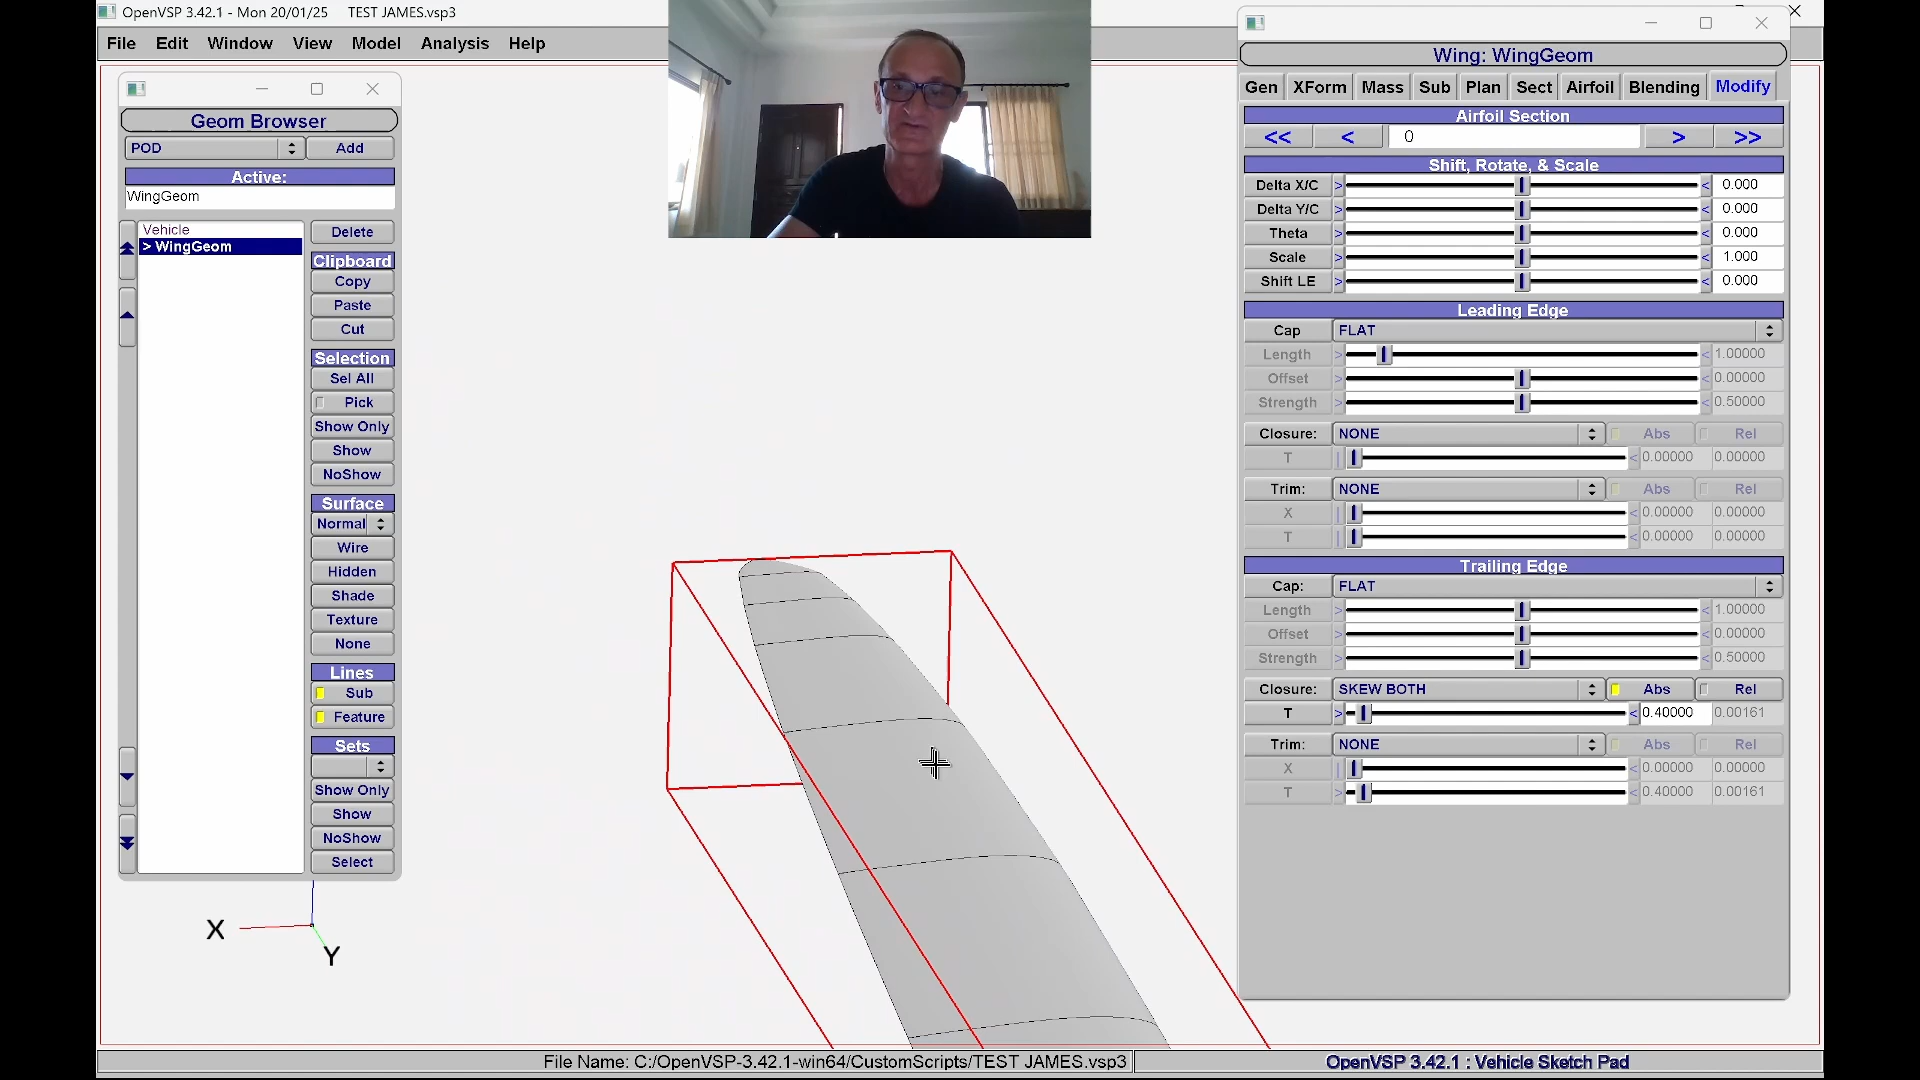 OpenVSP 3.42.1 - Mon 20/01/25 TEST JAMES.vsp3
File Edit Window View Model Analysis Help
Geom Browser
POD Add
Active:
WingGeom
Vehicle
> WingGeom
Delete
Clipboard
Copy
Paste
Cut
Selection
Sel All
Pick
Show Only
Show
NoShow
Surface
Normal
Wire
Hidden
Shade
Texture
None
Lines
Sub
Feature
Sets
Show Only
Show
NoShow
Select
X
Y
Wing: WingGeom
Gen XForm Mass Sub Plan Sect Airfoil Blending Modify
Airfoil Section
<< < 0 > >>
Shift, Rotate, & Scale
Delta X/C > < 0.000
Delta Y/C > < 0.000
Theta > < 0.000
Scale > < 1.000
Shift LE > < 0.000
Leading Edge
Cap FLAT
Length > < 1.00000
Offset > < 0.00000
Strength > < 0.50000
Closure: NONE Abs Rel
T | < 0.00000 0.00000
Trim: NONE Abs Rel
X | < 0.00000 0.00000
T | < 0.00000 0.00000
Trailing Edge
Cap: FLAT
Length > < 1.00000
Offset > < 0.00000
Strength > < 0.50000
Closure: SKEW BOTH Abs Rel
T > < 0.40000 0.00161
Trim: NONE Abs Rel
X | < 0.00000 0.00000
T > < 0.40000 0.00161
File Name: C:/OpenVSP-3.42.1-win64/CustomScripts/TEST JAMES.vsp3
OpenVSP 3.42.1 : Vehicle Sketch Pad